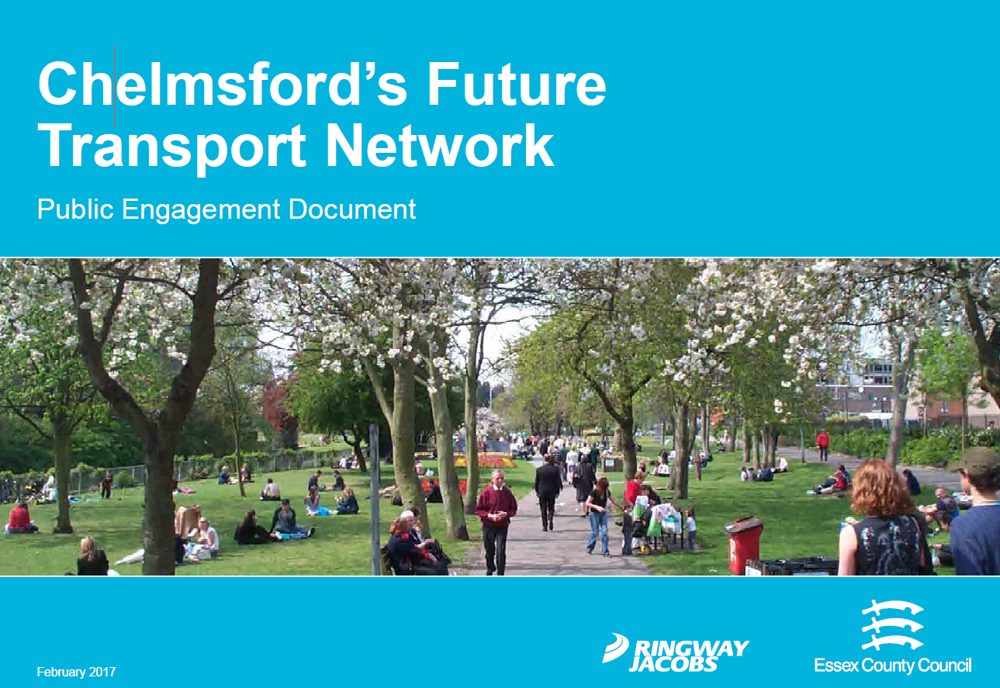 Chelmsford’s Future
Transport Network
Public Engagement Document
February 2017
RINGWAY
JACOBS
Essex County Council